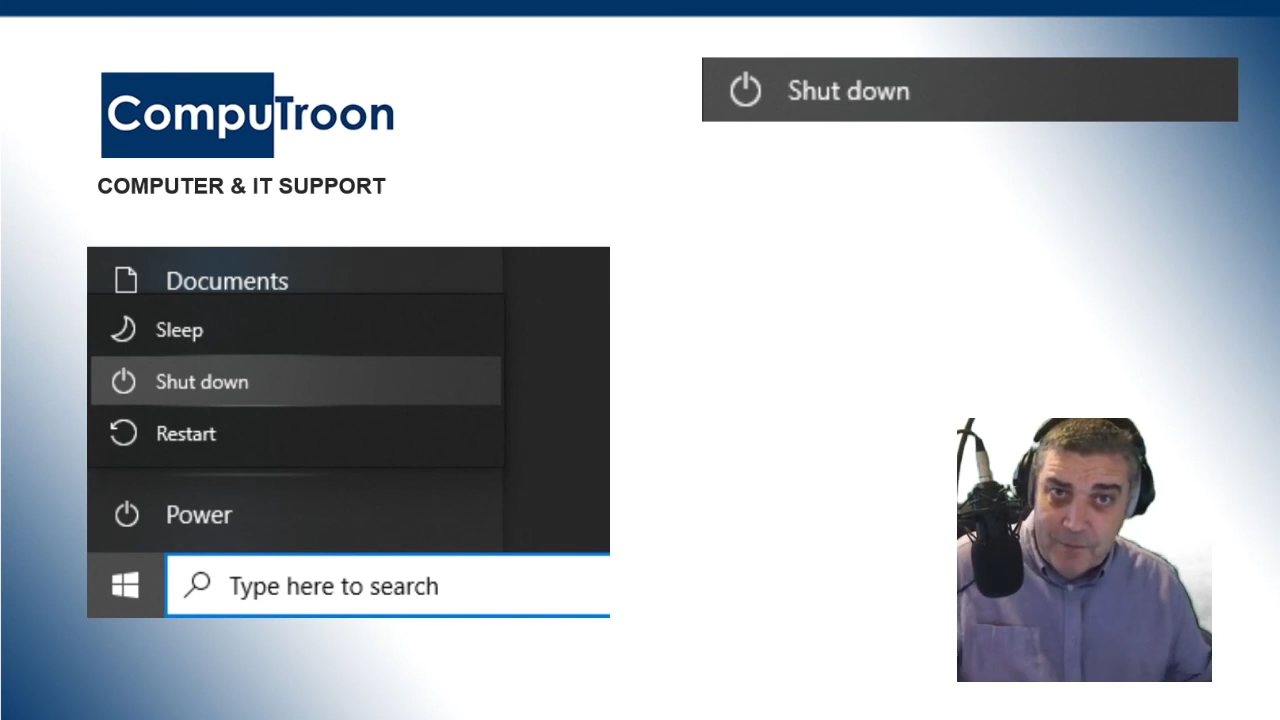 CompuTroon
COMPUTER & IT SUPPORT
Shut down
Documents
Sleep
Shut down
Restart
Power
Type here to search